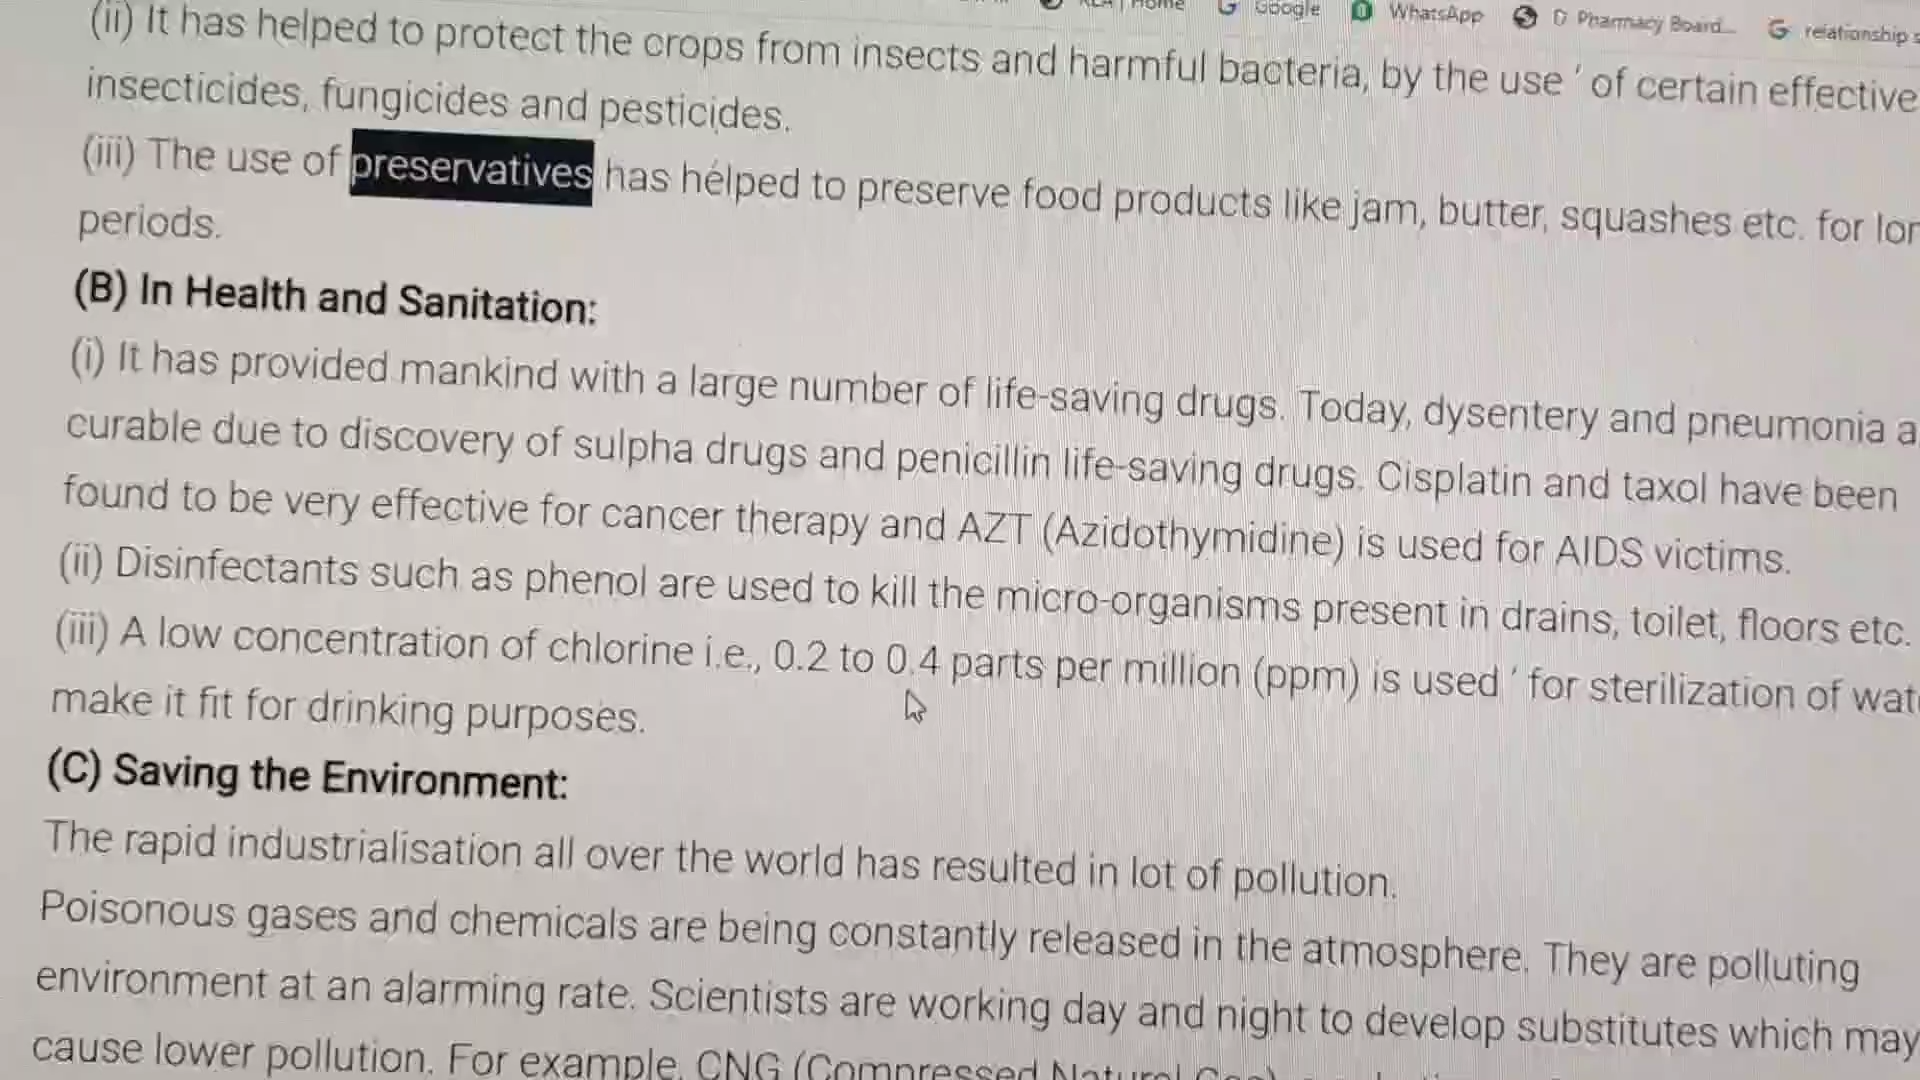 Home
Google
WhatsApp
D Pharmacy Board...
relationship s
(ii) It has helped to protect the crops from insects and harmful bacteria, by the use ' of certain effective
insecticides, fungicides and pesticides.
(iii) The use of preservatives has helped to preserve food products like jam, butter, squashes etc. for lon
periods.
(B) In Health and Sanitation:
(i) It has provided mankind with a large number of life-saving drugs. Today, dysentery and pneumonia a
curable due to discovery of sulpha drugs and penicillin life-saving drugs. Cisplatin and taxol have been
found to be very effective for cancer therapy and AZT (Azidothymidine) is used for AIDS victims.
(ii) Disinfectants such as phenol are used to kill the micro-organisms present in drains, toilet, floors etc.
(iii) A low concentration of chlorine i.e., 0.2 to 0.4 parts per million (ppm) is used ' for sterilization of wat
make it fit for drinking purposes.
(C) Saving the Environment:
The rapid industrialisation all over the world has resulted in lot of pollution.
Poisonous gases and chemicals are being constantly released in the atmosphere. They are polluting
environment at an alarming rate. Scientists are working day and night to develop substitutes which may
cause lower pollution. For example, CNG (Compressed Natural Gas)